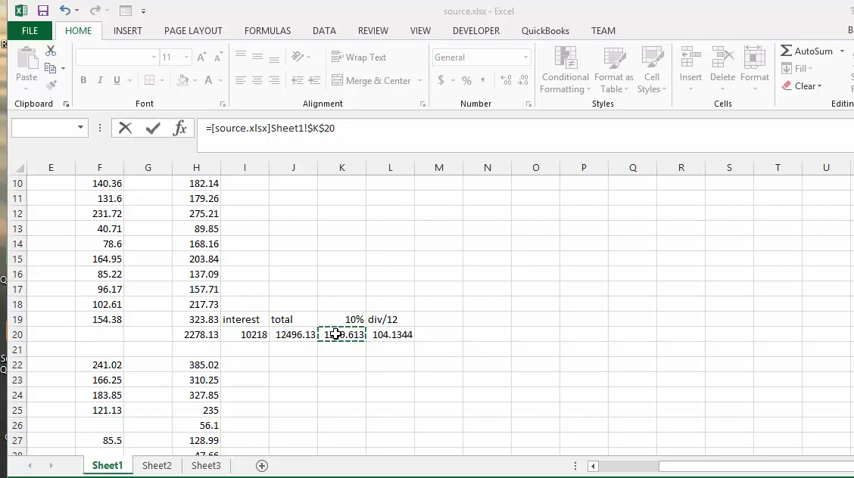 source.xlsx - Excel
FILE HOME INSERT PAGE LAYOUT FORMULAS DATA REVIEW VIEW DEVELOPER QuickBooks TEAM
Paste
11
B I U
A A
A
Wrap Text
Merge & Center
General
$ % ,
Conditional Formatting
Format as Table
Cell Styles
Insert
Delete
Format
AutoSum
Fill
Clear
Clipboard Font Alignment Number Styles Cells
fx =[source.xlsx]Sheet1!$K$20
E F G H I J K L M N O P Q R S T U
10 140.36 182.14
11 131.6 179.26
12 231.72 275.21
13 40.71 89.85
14 78.6 168.16
15 164.95 203.84
16 85.22 137.09
17 96.17 157.71
18 102.61 217.73
19 154.38 323.83 interest total 10% div/12
20 2278.13 10218 12496.13 104.1344
21
22 241.02 385.02
23 166.25 310.25
24 183.85 327.85
25 121.13 235
26 56.1
27 85.5 128.99
Sheet1 Sheet2 Sheet3